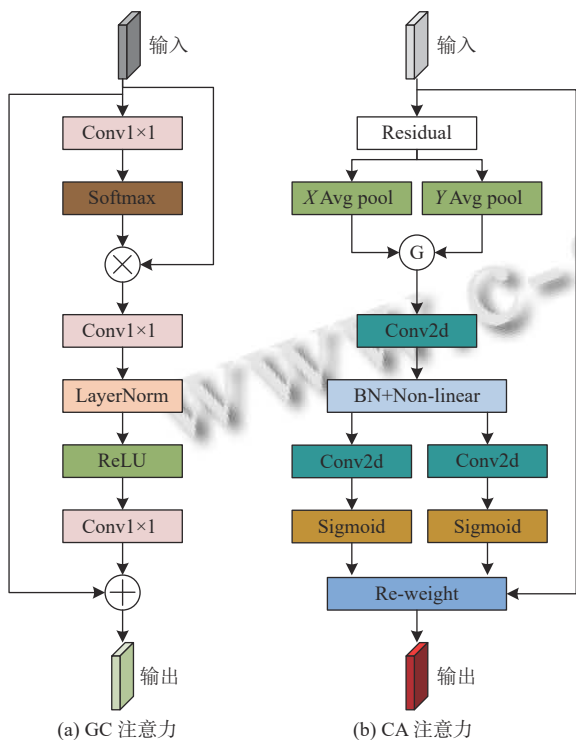 输入
Conv1×1
Softmax
Conv1×1
LayerNorm
ReLU
Conv1×1
输出
(a) GC 注意力
输入
Residual
X Avg pool
Y Avg pool
G
Conv2d
BN+Non-linear
Conv2d
Conv2d
Sigmoid
Sigmoid
Re-weight
输出
(b) CA 注意力
www.c-